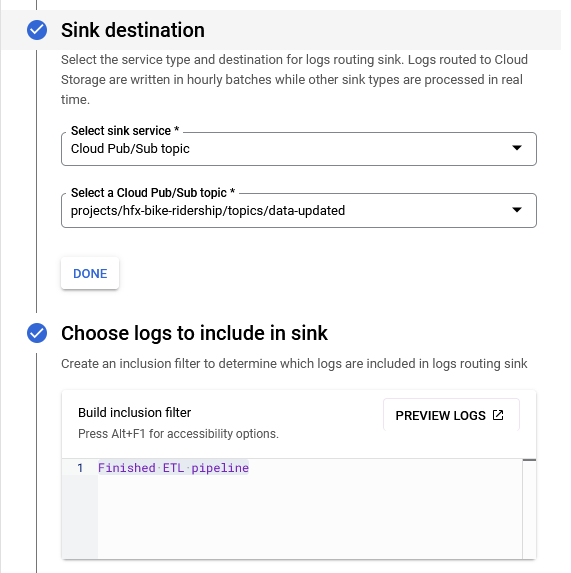 Sink destination
Select the service type and destination for logs routing sink. Logs routed to Cloud
Storage are written in hourly batches while other sink types are processed in real
time.
Select sink service *
Cloud Pub/Sub topic
Select a Cloud Pub/Sub topic *
projects/hfx-bike-ridership/topics/data-updated
DONE
Choose logs to include in sink
Create an inclusion filter to determine which logs are included in logs routing sink
Build inclusion filter
PREVIEW LOGS
Press Alt+F1 for accessibility options.
1 Finished ETL pipeline